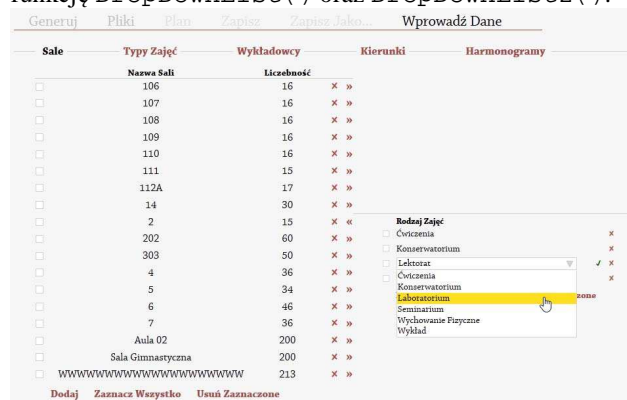 funkcję DropDownList() oraz DropDownList2().
Generuj Pliki Plan Zapisz Zapisz Jako... Wprowadź Dane
Sale Typy Zajęć Wykładowcy Kierunki Harmonogramy
Nazwa Sali Liczebność
106 16 × »
107 16 × »
108 16 × »
109 16 × »
110 16 × »
111 15 × »
112A 17 × »
14 30 × »
2 15 × «
202 60 × »
303 50 × »
4 36 × »
5 34 × »
6 46 × »
7 36 × »
Aula 02 200 × »
Sala Gimnastyczna 200 × »
WWWWWWWWWWWWWWWWWWWW 213 × »
Dodaj Zaznacz Wszystko Usuń Zaznaczone
Rodzaj Zajęć
Ćwiczenia ×
Konserwatorium ×
Lektorat ✓ ×
Ćwiczenia ×
Konserwatorium
Laboratorium zone
Seminarium
Wychowanie Fizyczne
Wykład